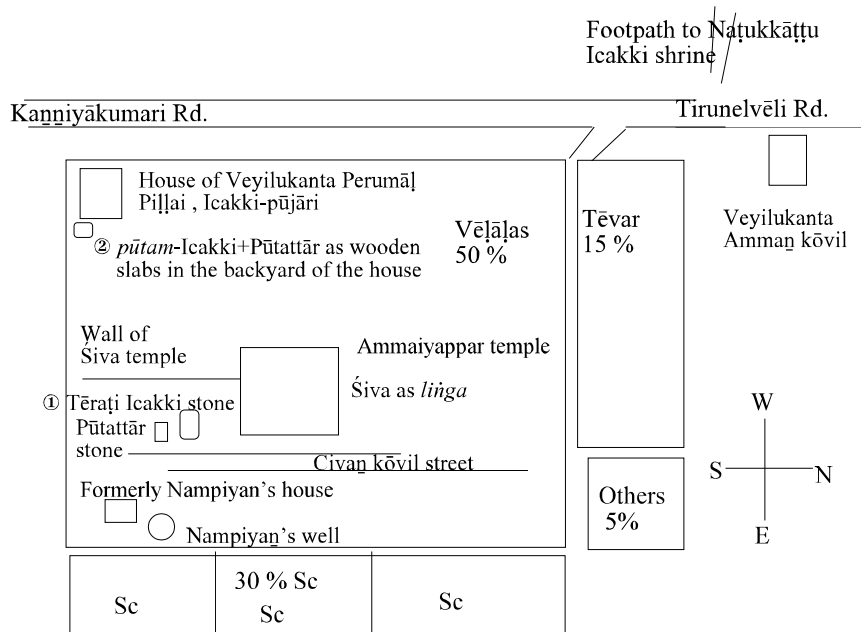 Footpath to Naṭukkāṭṭu
Icakki shrine
Kaṉṉiyākumari Rd.
Tirunelvēli Rd.
House of Veyilukanta Perumāḷ
Piḷḷai , Icakki-pūjāri
② pūtam-Icakki+Pūtattār as wooden
slabs in the backyard of the house
Vēḷāḷas
50 %
Tēvar
15 %
Veyilukanta
Ammaṉ kōvil
Wall of
Śiva temple
Ammaiyappar temple
Śiva as liṅga
① Tēraṭi Icakki stone
Pūtattār
stone
Civaṉ kōvil street
Formerly Nampiyan’s house
Nampiyaṉ’s well
Others
5%
W
S
N
E
Sc
30 % Sc
Sc
Sc